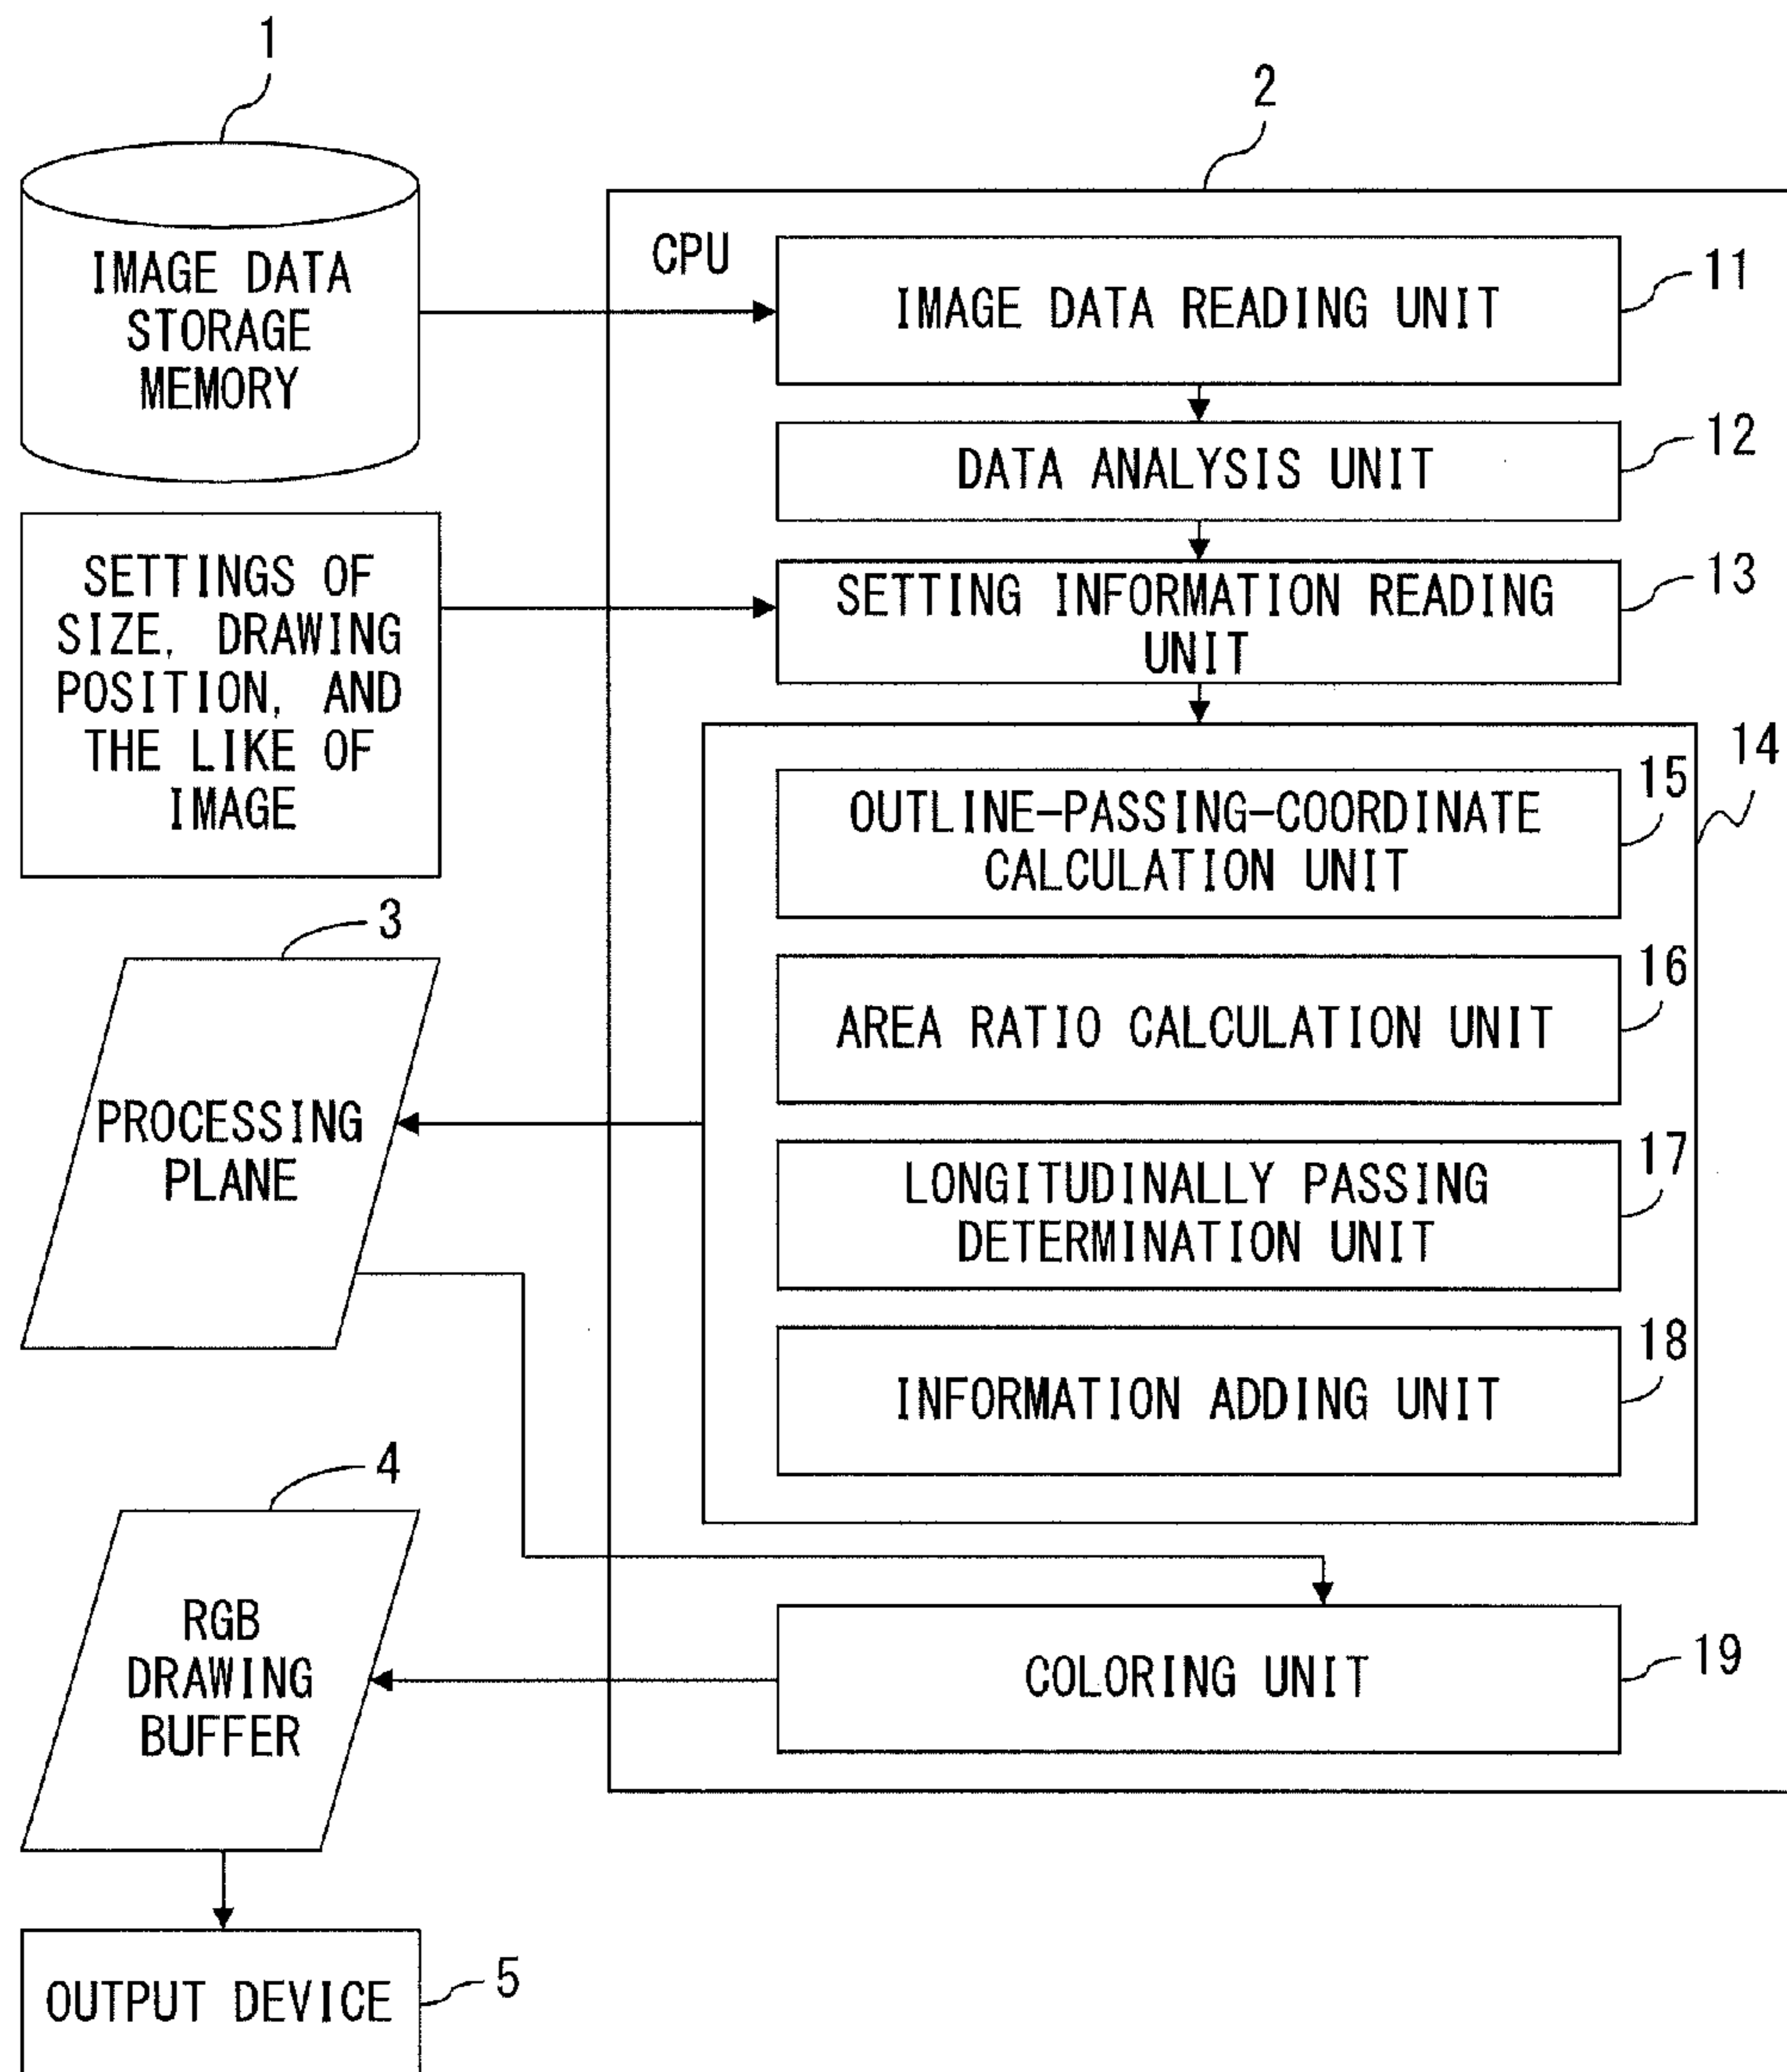 1
IMAGE DATA
STORAGE
MEMORY
2
CPU
IMAGE DATA READING UNIT
11
DATA ANALYSIS UNIT
12
SETTINGS OF
SIZE, DRAWING
POSITION, AND
THE LIKE OF
IMAGE
SETTING INFORMATION READING
UNIT
13
14
OUTLINE-PASSING-COORDINATE
CALCULATION UNIT
15
AREA RATIO CALCULATION UNIT
16
LONGITUDINALLY PASSING
DETERMINATION UNIT
17
INFORMATION ADDING UNIT
18
3
PROCESSING
PLANE
COLORING UNIT
19
4
RGB
DRAWING
BUFFER
OUTPUT DEVICE
5